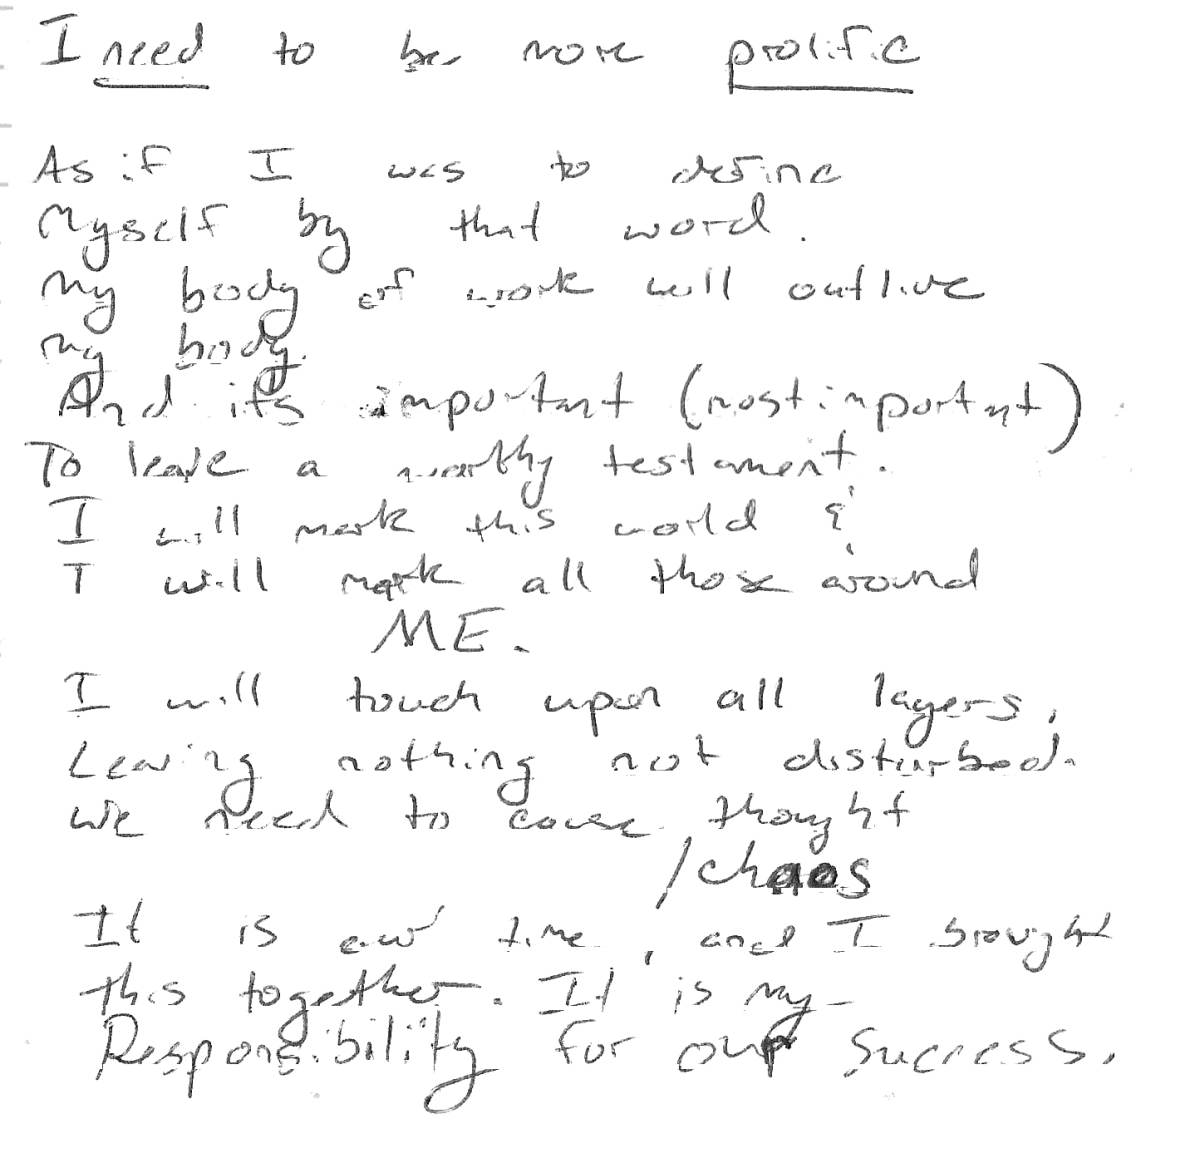 I need to be more prolific
As if I was to define
Myself by that word.
My body of work will outlive
my body.
And it's important (most important)
To leave a worthy testament.
I will mark this world &
I will mark all those around
ME.
I will touch upon all layers,
Leaving nothing not disturbed.
We need to cause thought
/chaos
It is our time, and I brought
this together. It is my
Responsibility for our success.